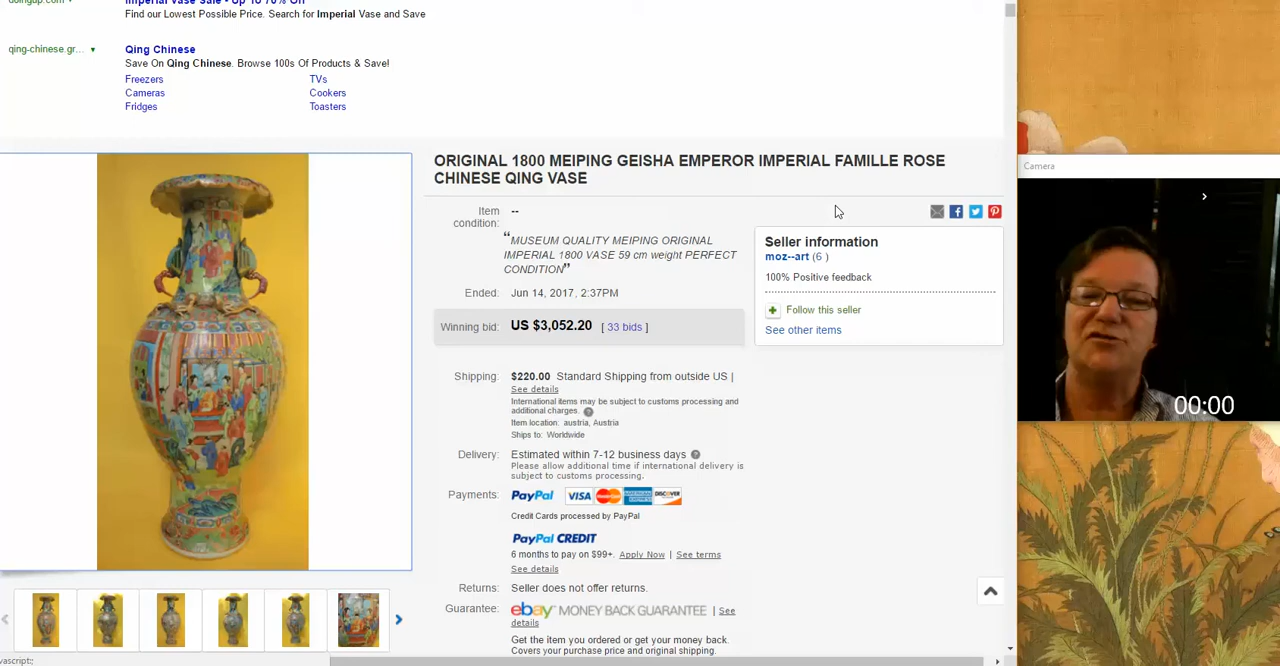 Imperial Vase Sale - Up To 70% Off
Find our Lowest Possible Price. Search for Imperial Vase and Save
qing-chinese.gr... ▼
Qing Chinese
Save On Qing Chinese. Browse 100s Of Products & Save!
Freezers TVs
Cameras Cookers
Fridges Toasters
ORIGINAL 1800 MEIPING GEISHA EMPEROR IMPERIAL FAMILLE ROSE
CHINESE QING VASE
Item condition: --
“MUSEUM QUALITY MEIPING ORIGINAL
IMPERIAL 1800 VASE 59 cm weight PERFECT
CONDITION”
Ended: Jun 14, 2017, 2:37PM
Winning bid: US $3,052.20 [ 33 bids ]
Shipping: $220.00 Standard Shipping from outside US |
See details
International items may be subject to customs processing and
additional charges.
Item location: austria, Austria
Ships to: Worldwide
Delivery: Estimated within 7-12 business days
Please allow additional time if international delivery is
subject to customs processing.
Payments: PayPal VISA MasterCard AMERICAN EXPRESS DISCOVER
Credit Cards processed by PayPal
PayPal CREDIT
6 months to pay on $99+. Apply Now | See terms
See details
Returns: Seller does not offer returns.
Guarantee: ebay MONEY BACK GUARANTEE | See
details
Get the item you ordered or get your money back.
Covers your purchase price and original shipping.
Seller information
moz--art (6 )
100% Positive feedback
Follow this seller
See other items
Camera
00:00
vascript:;